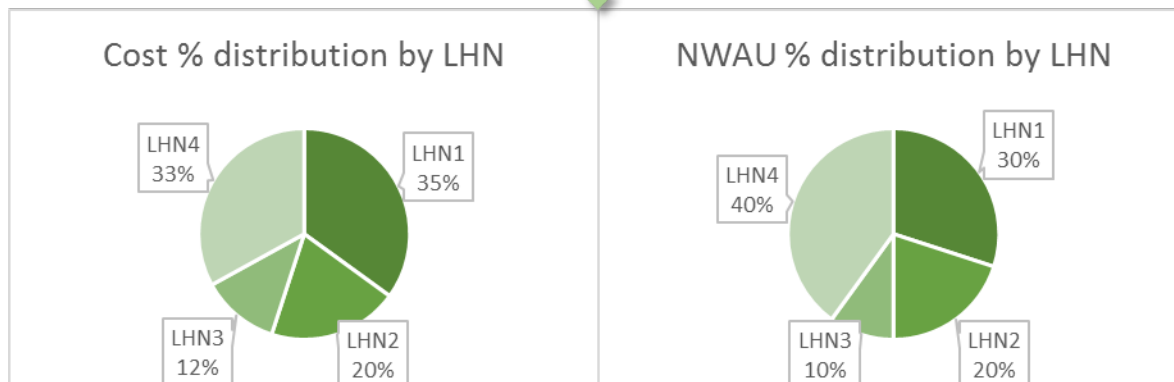 Cost % distribution by LHN
LHN4
33%
LHN1
35%
LHN3
12%
LHN2
20%
NWAU % distribution by LHN
LHN1
30%
LHN4
40%
LHN3
10%
LHN2
20%